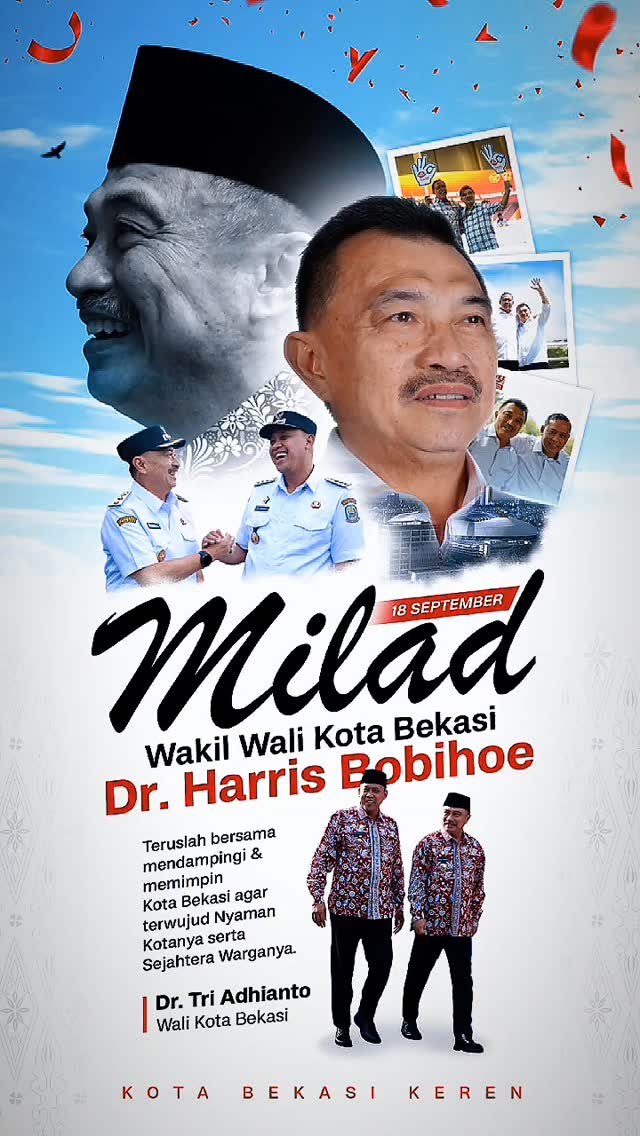 18 SEPTEMBER
Milad
Wakil Wali Kota Bekasi
Dr. Harris Bobihoe
Teruslah bersama
mendampingi &
memimpin
Kota Bekasi agar
terwujud Nyaman
Kotanya serta
Sejahtera Warganya.
Dr. Tri Adhianto
Wali Kota Bekasi
KOTA BEKASI KEREN